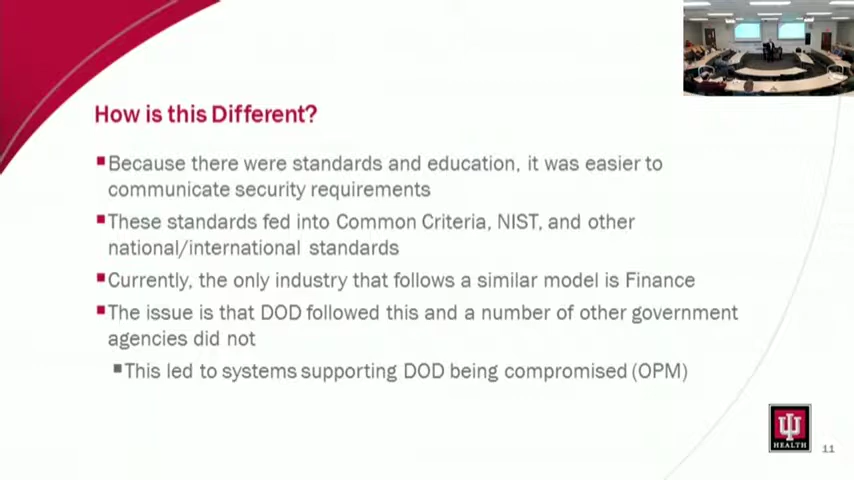 How is this Different?
Because there were standards and education, it was easier to
communicate security requirements
These standards fed into Common Criteria, NIST, and other
national/international standards
Currently, the only industry that follows a similar model is Finance
The issue is that DOD followed this and a number of other government
agencies did not
This led to systems supporting DOD being compromised (OPM)
IU
HEALTH
11